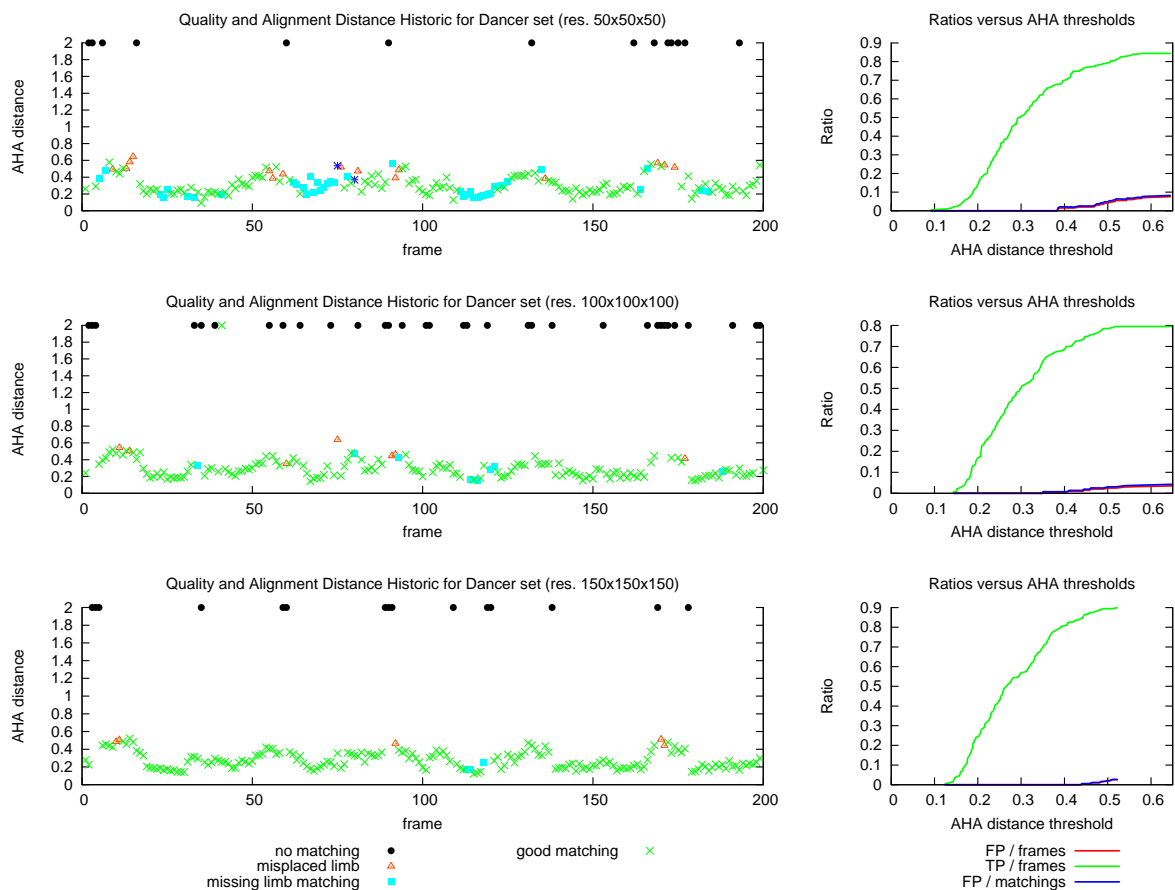 Quality and Alignment Distance Historic for Dancer set (res. 50x50x50)
AHA distance
2
1.8
1.6
1.4
1.2
1
0.8
0.6
0.4
0.2
0
0 50 100 150 200
frame
Ratios versus AHA thresholds
Ratio
0.9
0.8
0.7
0.6
0.5
0.4
0.3
0.2
0.1
0
0 0.1 0.2 0.3 0.4 0.5 0.6
AHA distance threshold
Quality and Alignment Distance Historic for Dancer set (res. 100x100x100)
AHA distance
2
1.8
1.6
1.4
1.2
1
0.8
0.6
0.4
0.2
0
0 50 100 150 200
frame
Ratios versus AHA thresholds
Ratio
0.8
0.7
0.6
0.5
0.4
0.3
0.2
0.1
0
0 0.1 0.2 0.3 0.4 0.5 0.6
AHA distance threshold
Quality and Alignment Distance Historic for Dancer set (res. 150x150x150)
AHA distance
2
1.8
1.6
1.4
1.2
1
0.8
0.6
0.4
0.2
0
0 50 100 150 200
frame
Ratios versus AHA thresholds
Ratio
0.9
0.8
0.7
0.6
0.5
0.4
0.3
0.2
0.1
0
0 0.1 0.2 0.3 0.4 0.5 0.6
AHA distance threshold
no matching
misplaced limb
missing limb matching
good matching
FP / frames
TP / frames
FP / matchings